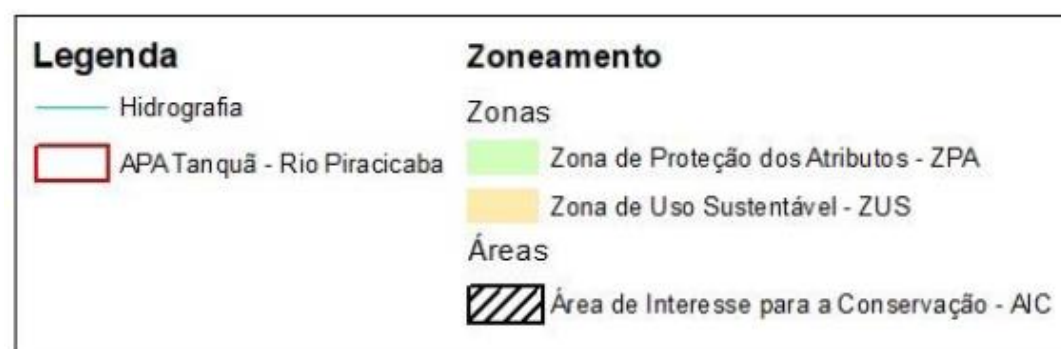 Legenda
Hidrografia
APA Tanquã - Rio Piracicaba
Zoneamento
Zonas
Zona de Proteção dos Atributos - ZPA
Zona de Uso Sustentável - ZUS
Áreas
Área de Interesse para a Conservação - AIC